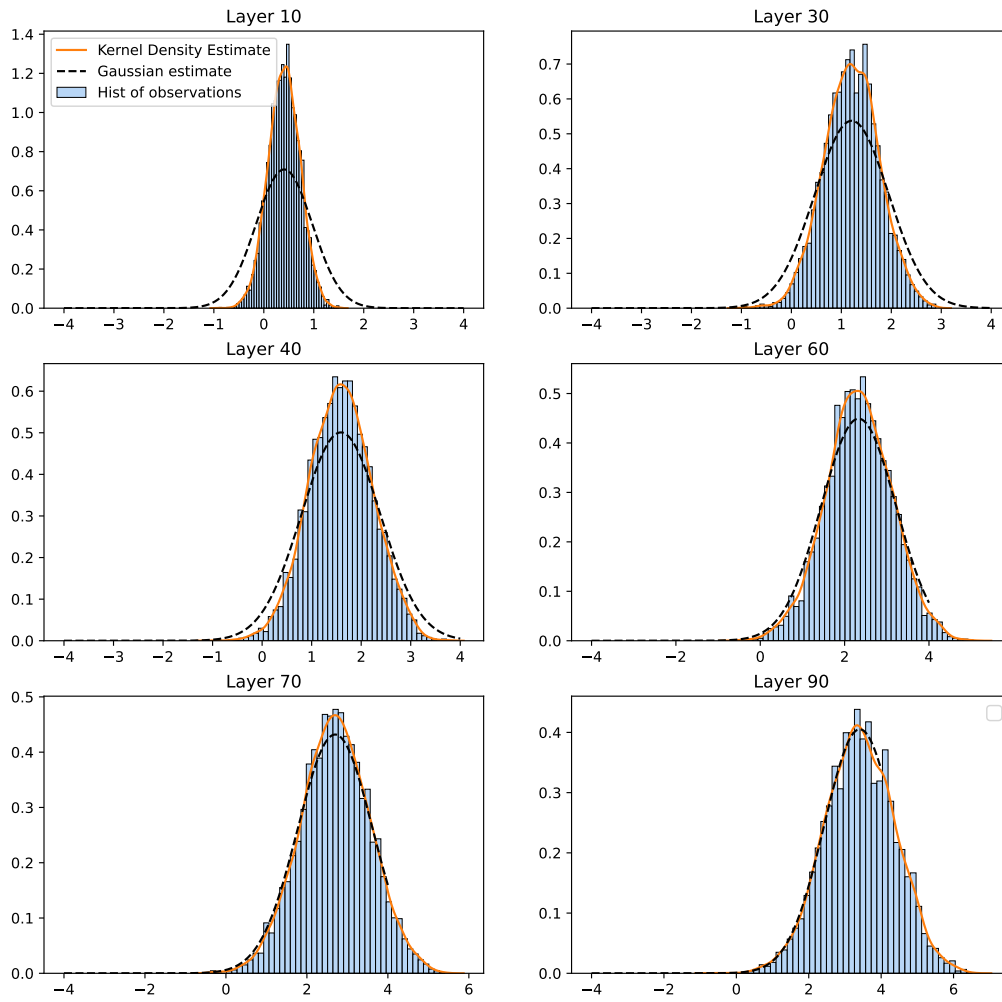 Layer 10
1.4
1.2
1.0
0.8
0.6
0.4
0.2
0.0
Kernel Density Estimate
Gaussian estimate
Hist of observations
−4 −3 −2 −1 0 1 2 3 4
Layer 30
0.7
0.6
0.5
0.4
0.3
0.2
0.1
0.0
−4 −3 −2 −1 0 1 2 3 4
Layer 40
0.6
0.5
0.4
0.3
0.2
0.1
0.0
−4 −3 −2 −1 0 1 2 3 4
Layer 60
0.5
0.4
0.3
0.2
0.1
0.0
−4 −2 0 2 4
Layer 70
0.5
0.4
0.3
0.2
0.1
0.0
−4 −2 0 2 4 6
Layer 90
0.4
0.3
0.2
0.1
0.0
−4 −2 0 2 4 6